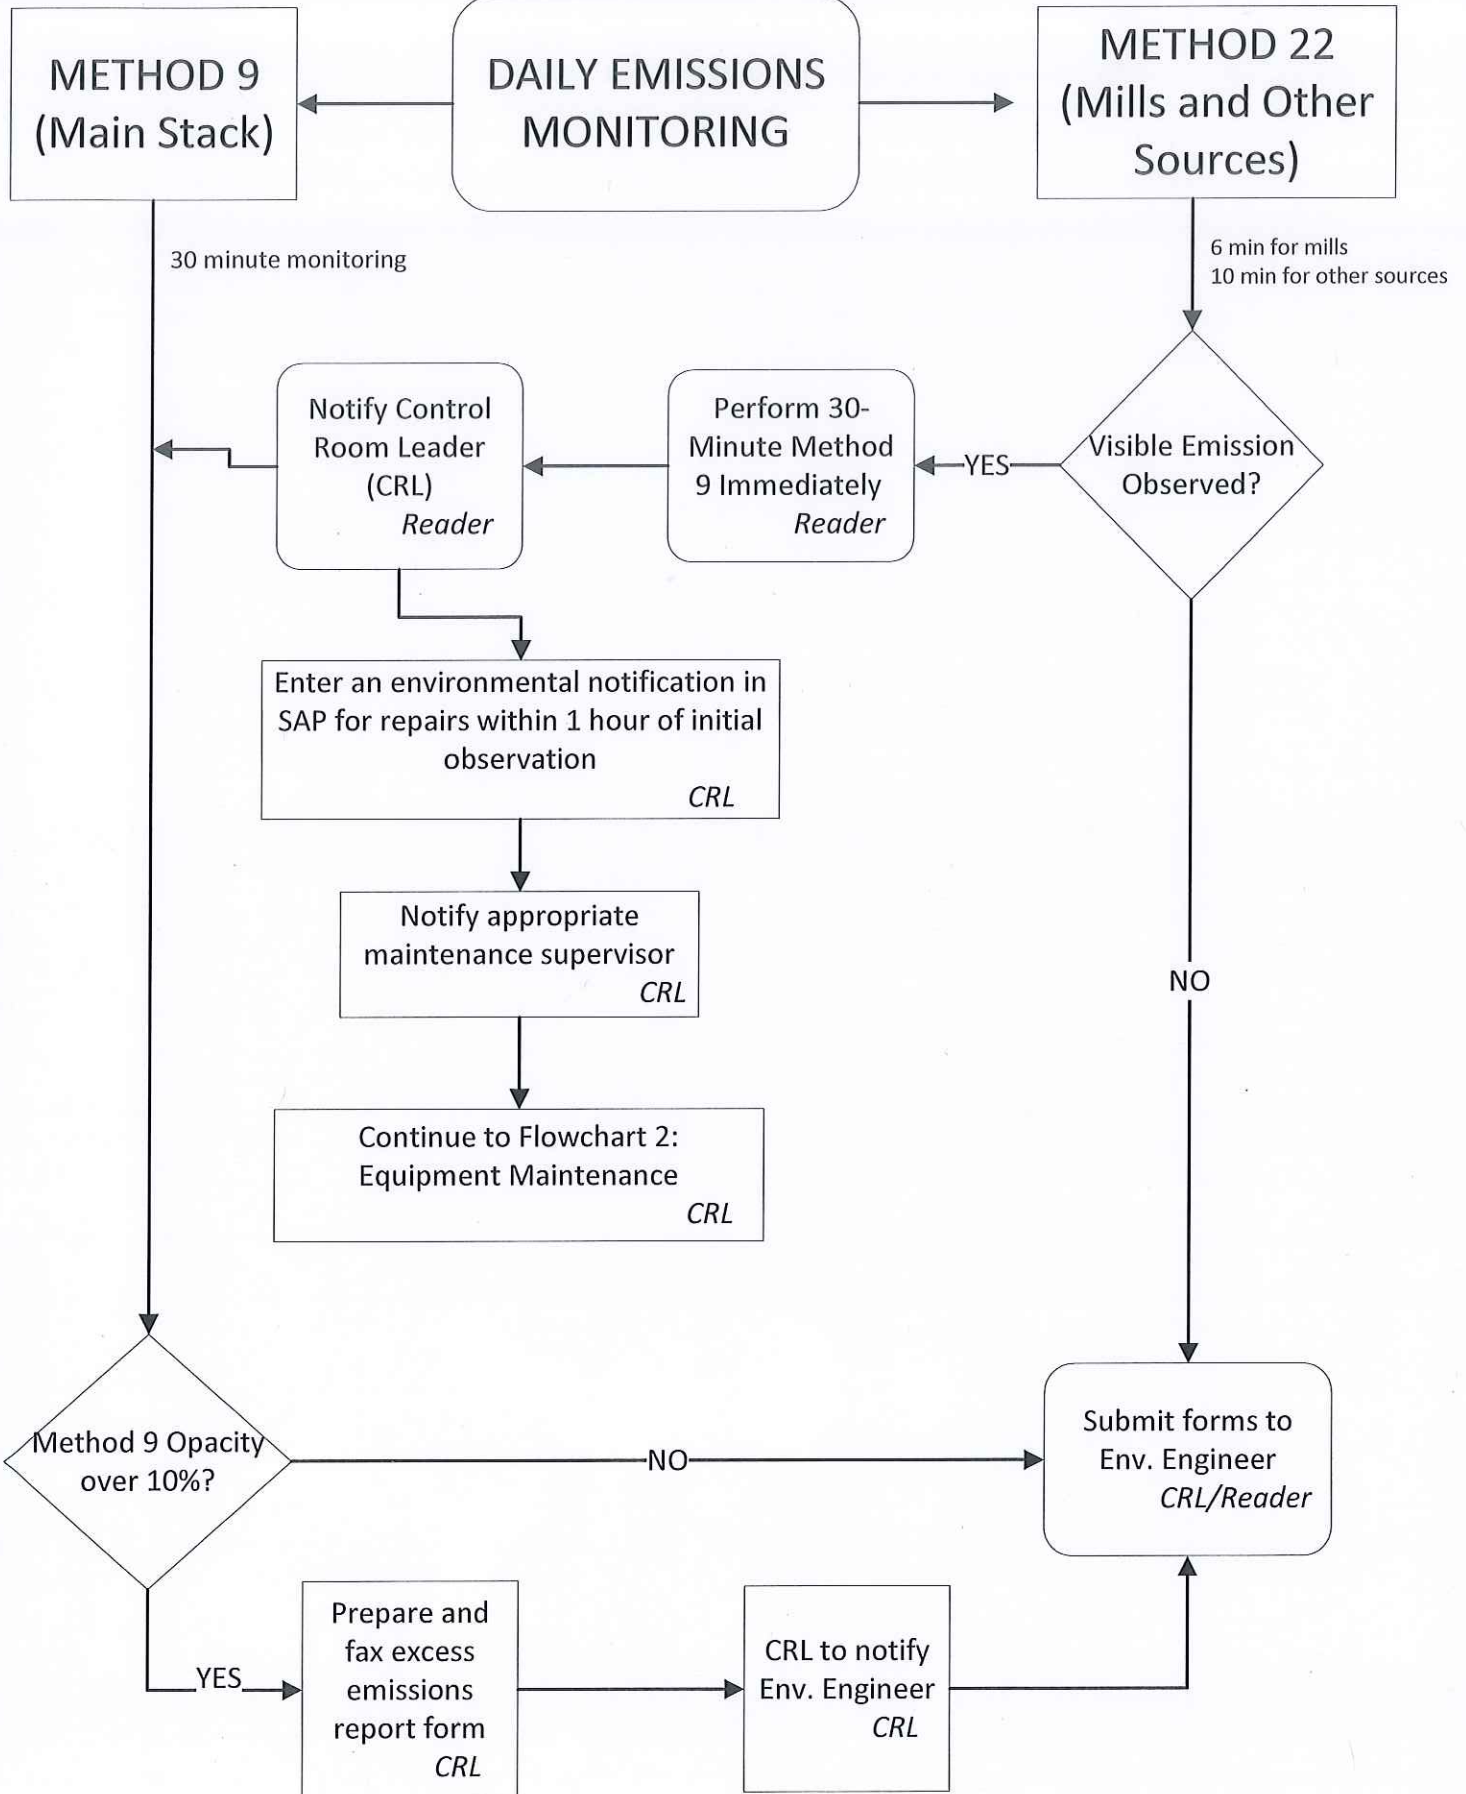 METHOD 9
(Main Stack)
DAILY EMISSIONS
MONITORING
METHOD 22
(Mills and Other
Sources)
30 minute monitoring
6 min for mills
10 min for other sources
Notify Control
Room Leader
(CRL)
Reader
Perform 30-
Minute Method
9 Immediately
Reader
YES
Visible Emission
Observed?
Enter an environmental notification in
SAP for repairs within 1 hour of initial
observation
CRL
Notify appropriate
maintenance supervisor
CRL
NO
Continue to Flowchart 2:
Equipment Maintenance
CRL
Method 9 Opacity
over 10%?
NO
Submit forms to
Env. Engineer
CRL/Reader
YES
Prepare and
fax excess
emissions
report form
CRL
CRL to notify
Env. Engineer
CRL